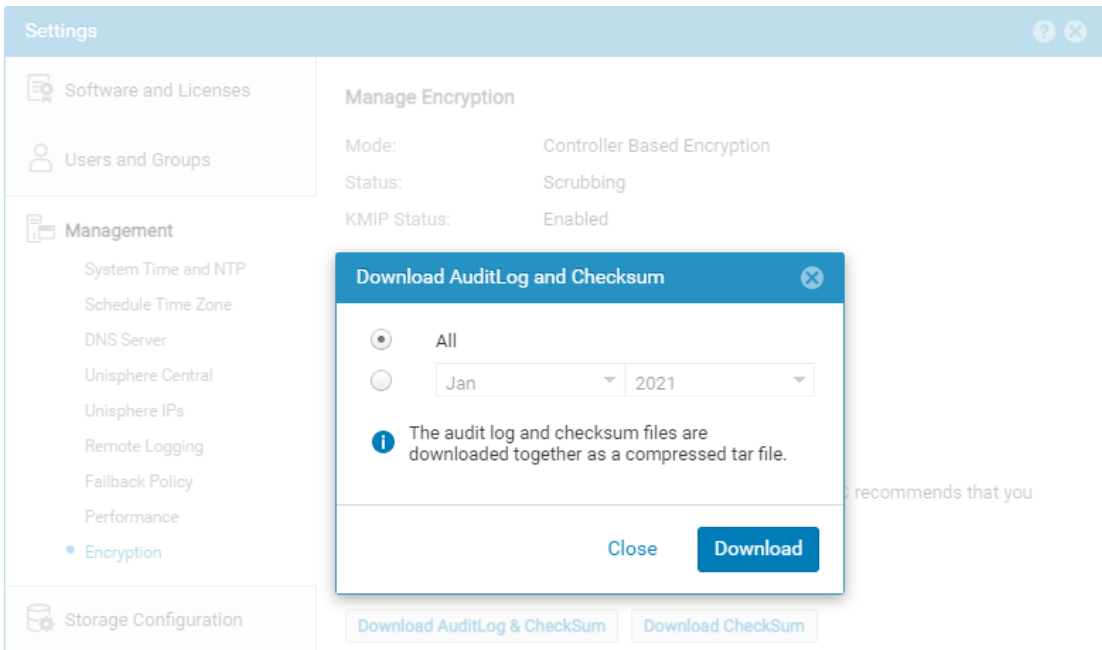 Settings
Software and Licenses
Users and Groups
Management
System Time and NTP
Schedule Time Zone
DNS Server
Unisphere Central
Unisphere IPs
Remote Logging
Failback Policy
Performance
Encryption
Storage Configuration
Manage Encryption
Mode: Controller Based Encryption
Status: Scrubbing
KMIP Status: Enabled
Download AuditLog and Checksum
All
Jan 2021
The audit log and checksum files are
downloaded together as a compressed tar file.
Close Download
recommends that you
Download AuditLog & CheckSum Download CheckSum